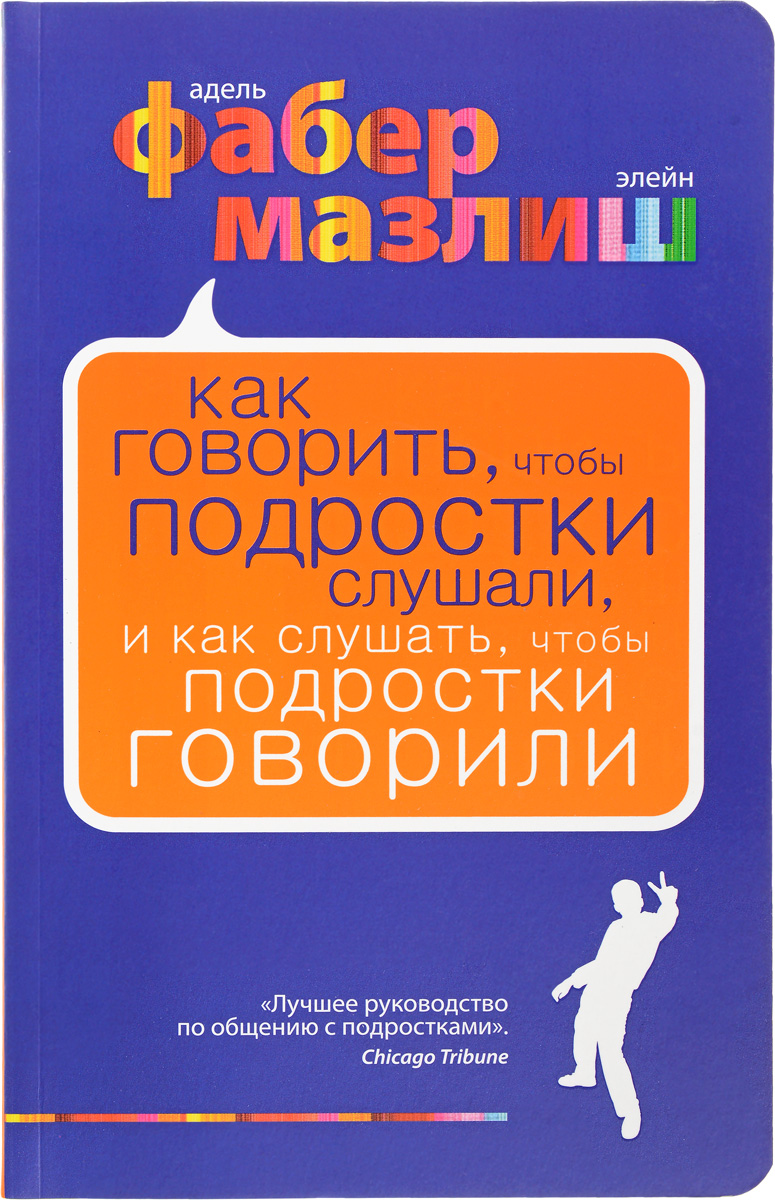 адель
фабер
элейн
мазлиш
как
говорить, чтобы
подростки
слушали,
и как слушать, чтобы
подростки
говорили
«Лучшее руководство
по общению с подростками».
Chicago Tribune